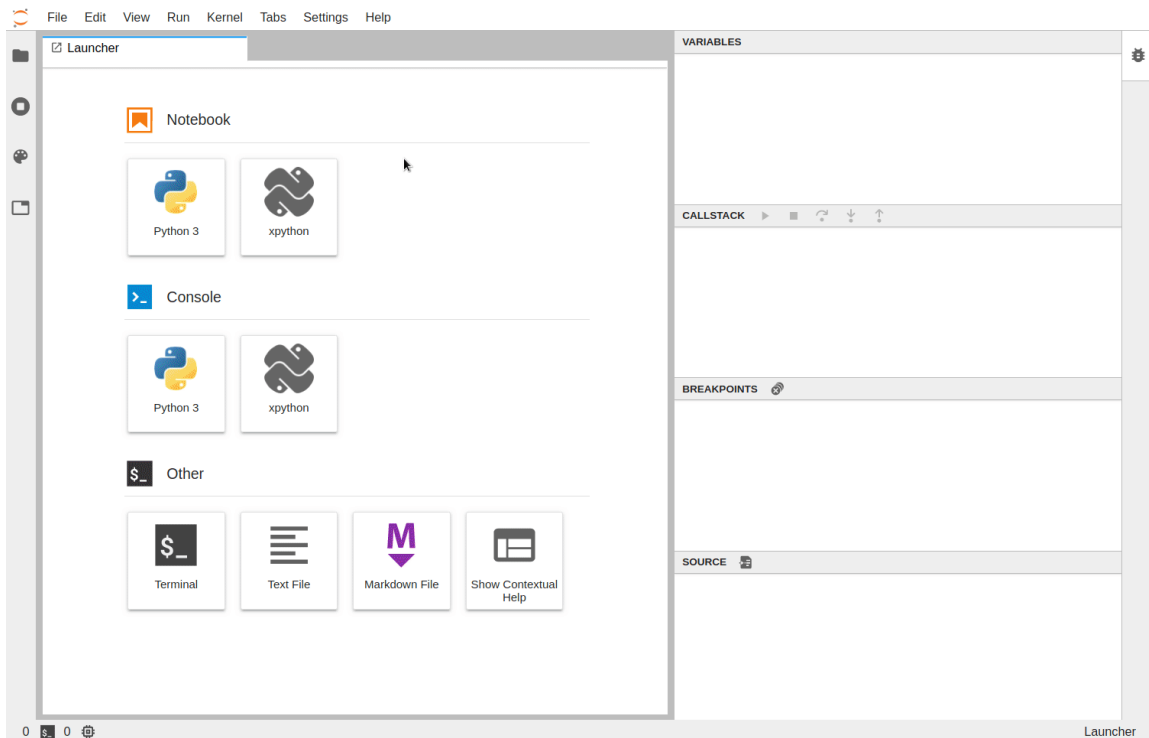 File Edit View Run Kernel Tabs Settings Help
Launcher
Notebook
Python 3 xpython
Console
Python 3 xpython
$_ Other
$_
Terminal Text File Markdown File Show Contextual
Help
VARIABLES
CALLSTACK
BREAKPOINTS
SOURCE
0 $_ 0 Launcher